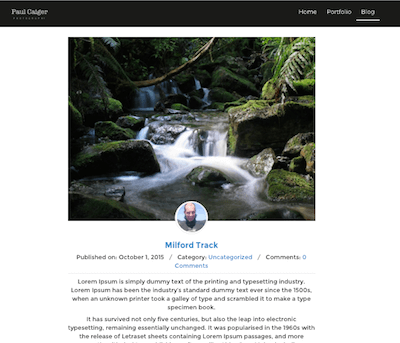 Paul Caiger
PHOTOGRAPHY
Home Portfolio Blog
Milford Track
Published on: October 1, 2015 / Category: Uncategorized / Comments: 0
Comments
Lorem Ipsum is simply dummy text of the printing and typesetting industry.
Lorem Ipsum has been the industry's standard dummy text ever since the 1500s,
when an unknown printer took a galley of type and scrambled it to make a type
specimen book.
It has survived not only five centuries, but also the leap into electronic
typesetting, remaining essentially unchanged. It was popularised in the 1960s with
the release of Letraset sheets containing Lorem Ipsum passages, and more